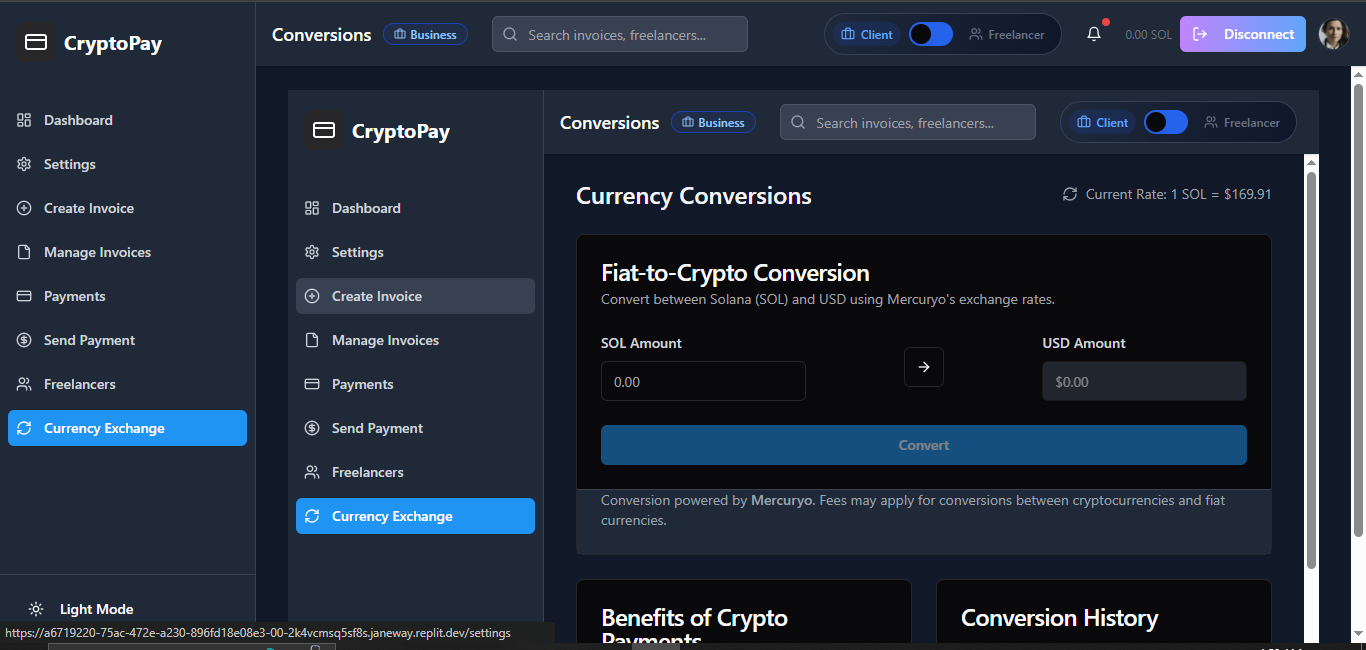 CryptoPay
Dashboard
Settings
Create Invoice
Manage Invoices
Payments
Send Payment
Freelancers
Currency Exchange
Light Mode
Conversions Business Search invoices, freelancers... Client Freelancer 0.00 SOL Disconnect
CryptoPay
Dashboard
Settings
Create Invoice
Manage Invoices
Payments
Send Payment
Freelancers
Currency Exchange
Conversions Business Search invoices, freelancers... Client Freelancer
Currency Conversions Current Rate: 1 SOL = $169.91
Fiat-to-Crypto Conversion
Convert between Solana (SOL) and USD using Mercuryo's exchange rates.
SOL Amount USD Amount
0.00 $0.00
Convert
Conversion powered by Mercuryo. Fees may apply for conversions between cryptocurrencies and fiat
currencies.
Benefits of Crypto
Payments
Conversion History
https://a6719220-75ac-472e-a230-896fd18e08e3-00-2k4vcmsq5sf8s.janeway.replit.dev/settings